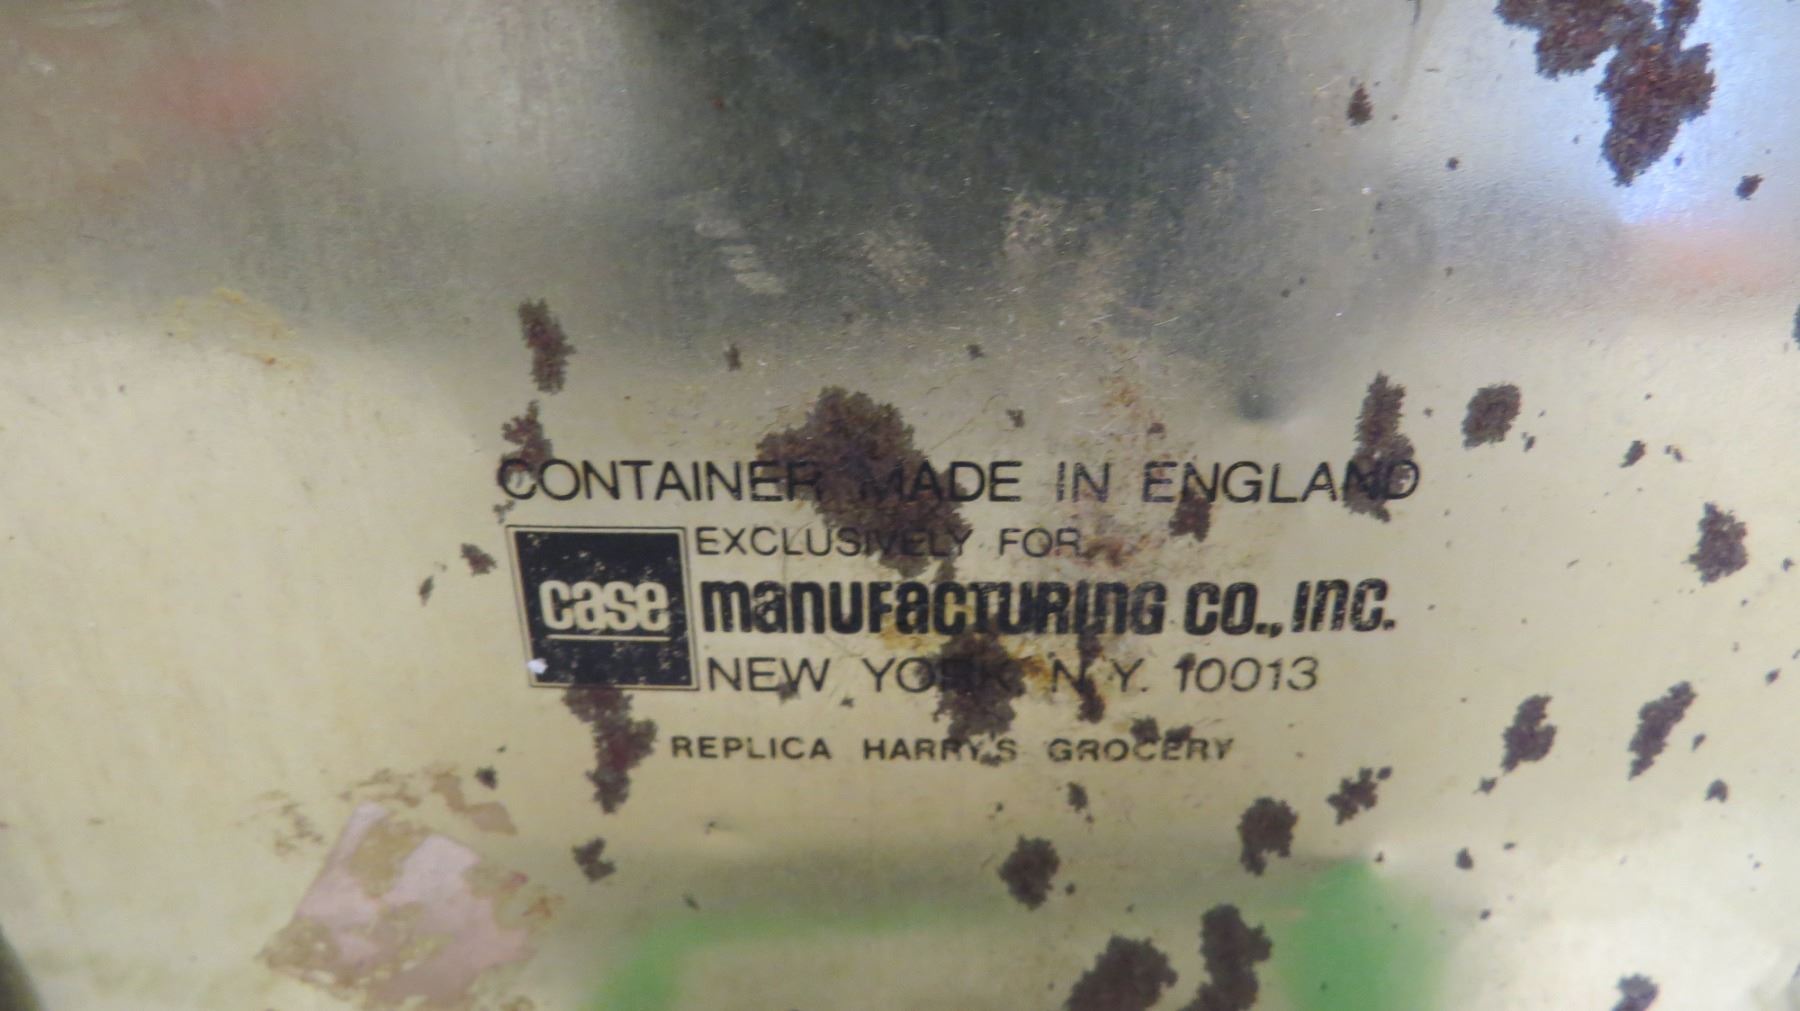 CONTAINER MADE IN ENGLAND
EXCLUSIVELY FOR
case manufacturing co., inc.
NEW YORK N.Y. 10013
REPLICA HARRY'S GROCERY